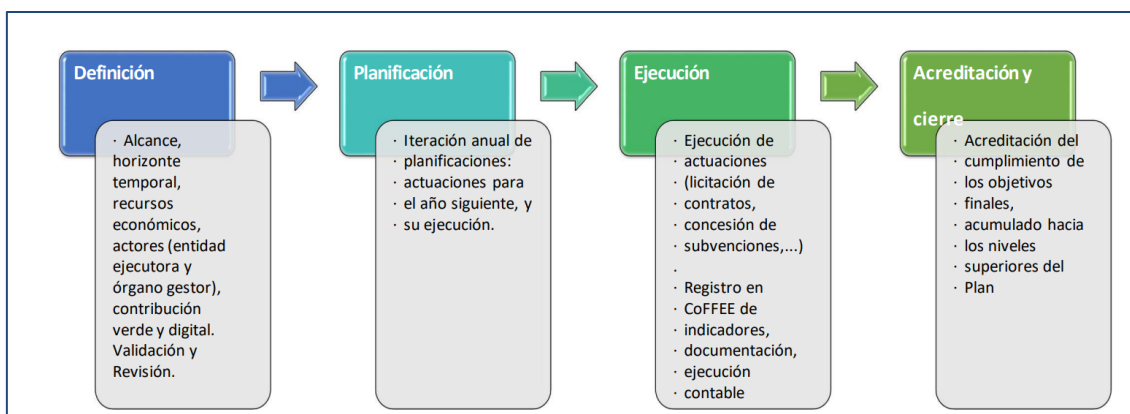 Definición
· Alcance,
horizonte
temporal,
recursos
económicos,
actores (entidad
ejecutora y
órgano gestor),
contribución
verde y digital.
Validación y
Revisión.
Planificación
· Iteración anual de
· planificaciones:
· actuaciones para
· el año siguiente, y
· su ejecución.
Ejecución
· Ejecución de
· actuaciones
· (licitación de
· contratos,
· concesión de
· subvenciones,...)
.
· Registro en
· CoFFEE de
· indicadores,
· documentación,
· ejecución
· contable
Acreditación y
cierre
· Acreditación del
· cumplimiento de
· los objetivos
· finales,
· acumulado hacia
· los niveles
· superiores del
· Plan